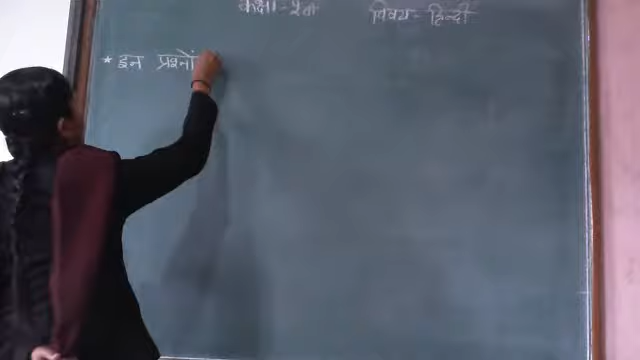 कक्षा - विषय - हिन्दी
* इन प्रश्नों